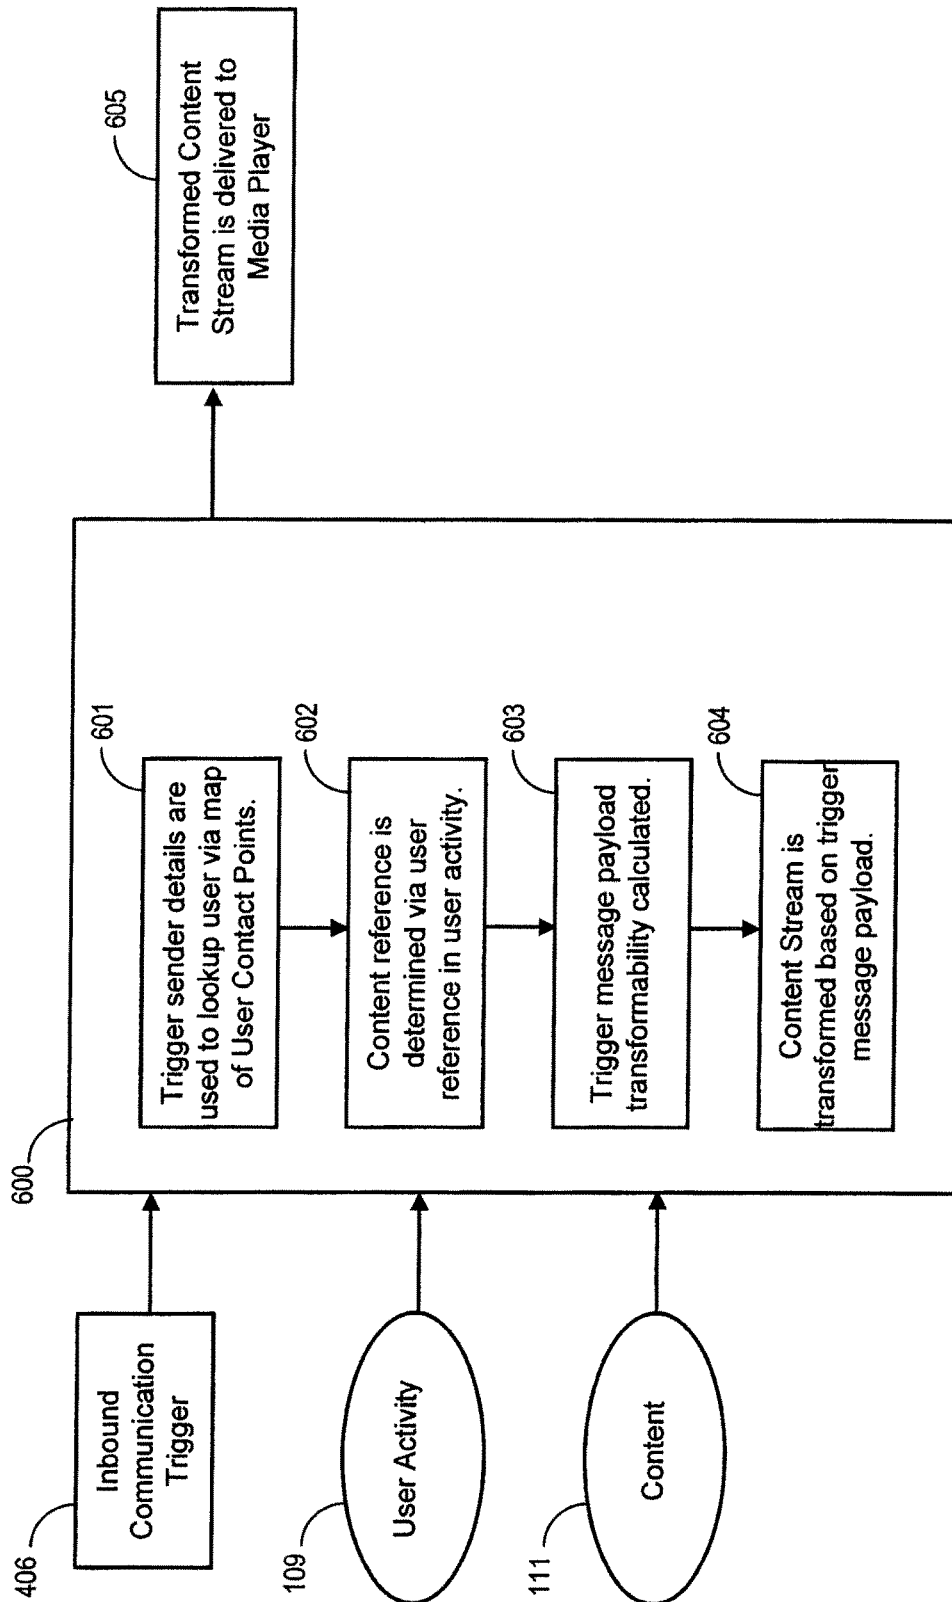 406
Inbound
Communication
Trigger
109
User Activity
111
Content
600
601
Trigger sender details are
used to lookup user via map
of User Contact Points.
602
Content reference is
determined via user
reference in user activity.
603
Trigger message payload
transformability calculated.
604
Content Stream is
transformed based on trigger
message payload.
605
Transformed Content
Stream is delivered to
Media Player